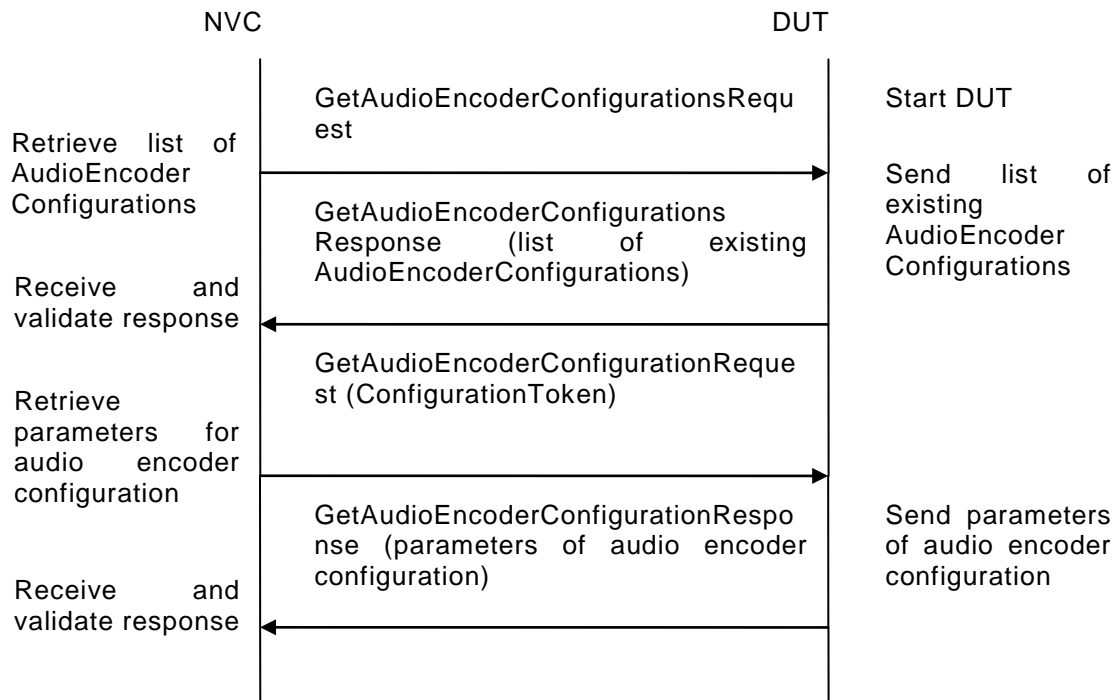 NVC
DUT
GetAudioEncoderConfigurationsRequ
est
Start DUT
Retrieve list of
AudioEncoder
Configurations
Send list of
existing
AudioEncoder
Configurations
GetAudioEncoderConfigurations
Response (list of existing
AudioEncoderConfigurations)
Receive and
validate response
GetAudioEncoderConfigurationReque
st (ConfigurationToken)
Retrieve
parameters for
audio encoder
configuration
GetAudioEncoderConfigurationRespo
nse (parameters of audio encoder
configuration)
Send parameters
of audio encoder
configuration
Receive and
validate response